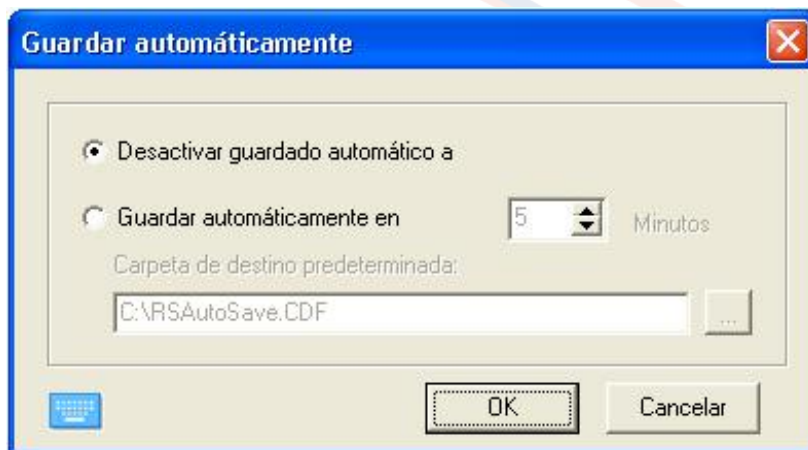 Guardar automáticamente
Desactivar guardado automático a
Guardar automáticamente en 5 Minutos
Carpeta de destino predeterminada:
C:\RSAutoSave.CDF ...
OK Cancelar